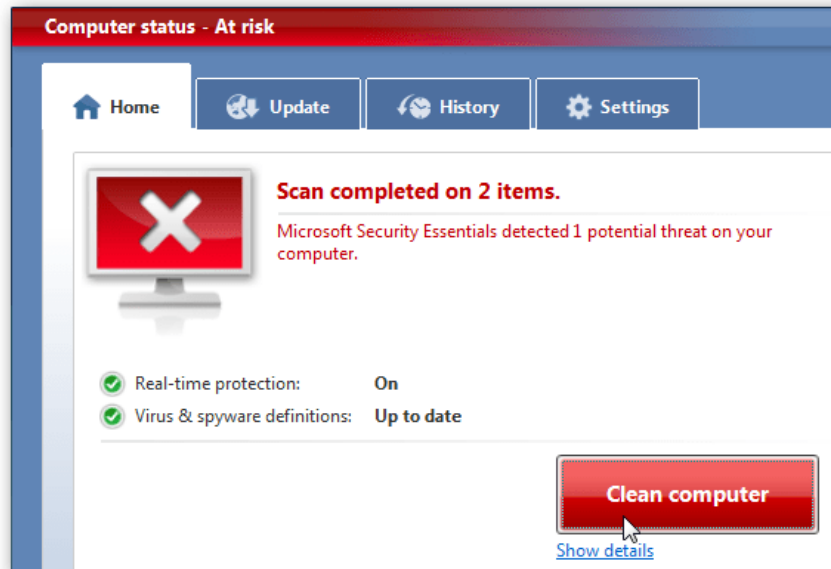 Computer status - At risk
Home
Update
History
Settings
Scan completed on 2 items.
Microsoft Security Essentials detected 1 potential threat on your
computer.
Real-time protection: On
Virus & spyware definitions: Up to date
Clean computer
Show details